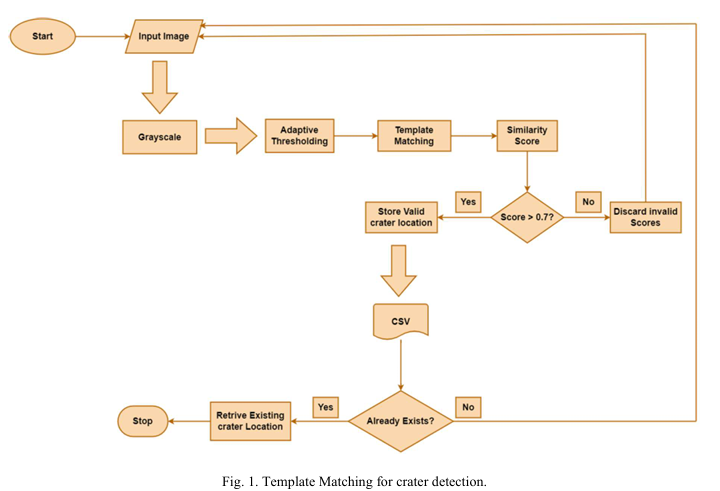 Start
Input Image
Grayscale
Adaptive
Thresholding
Template
Matching
Similarity
Score
Score > 0.7?
Yes
No
Store Valid
crater location
Discard invalid
Scores
CSV
Already Exists?
Yes
No
Retrive Existing
crater Location
Stop
Fig. 1. Template Matching for crater detection.